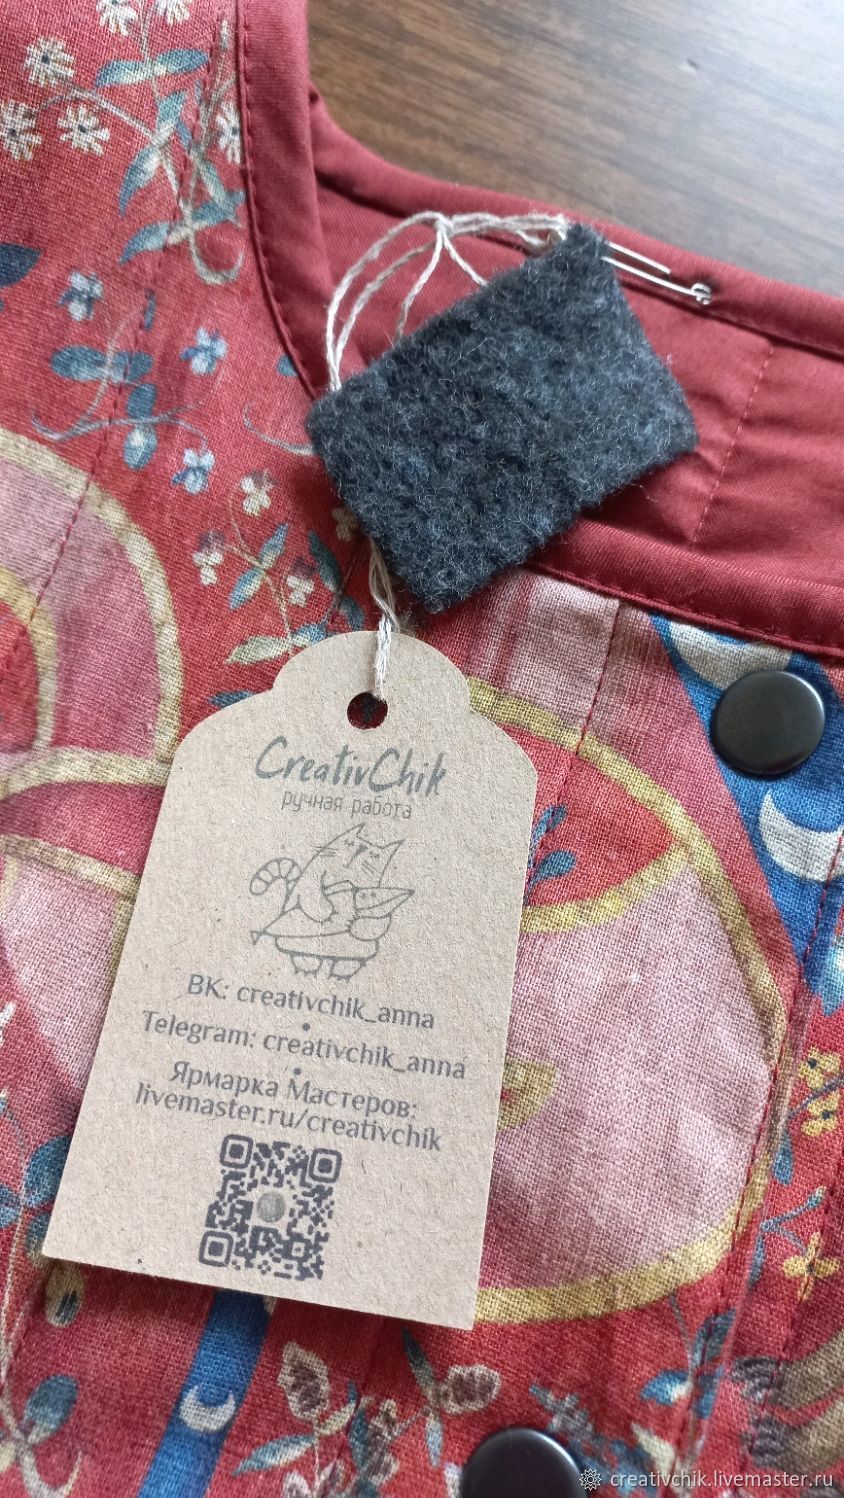 CreativChik
ручная работа
ВК: creativchik_anna
•
Telegram: creativchik_anna
•
Ярмарка Мастеров:
livemaster.ru/creativchik
creativchik.livemaster.ru